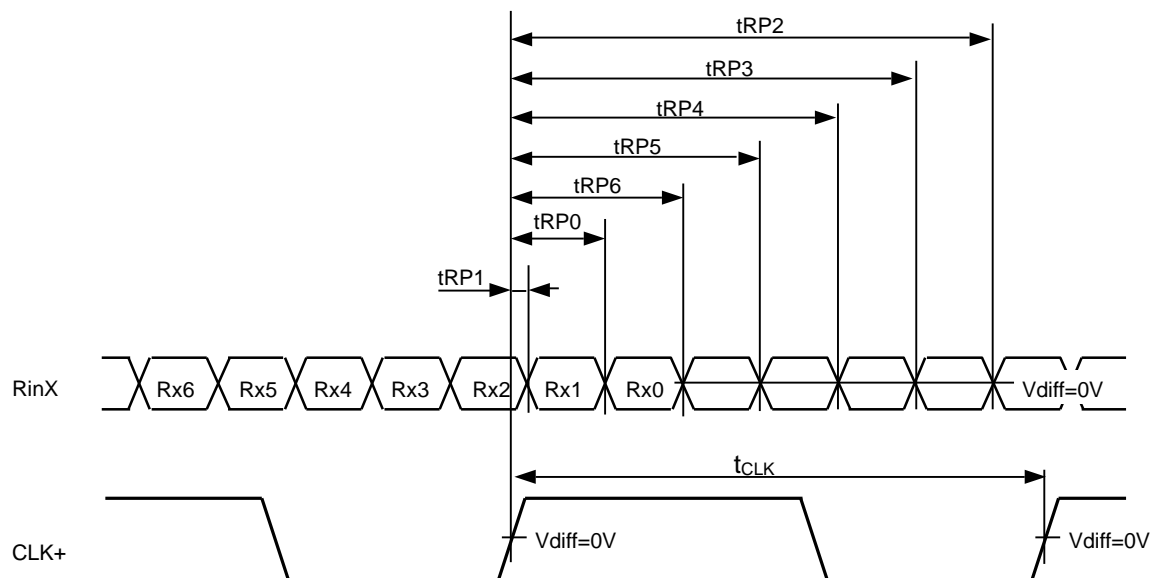 tRP2
tRP3
tRP4
tRP5
tRP6
tRP0
tRP1
RinX Rx6 Rx5 Rx4 Rx3 Rx2 Rx1 Rx0 Vdiff=0V
tCLK
CLK+ Vdiff=0V Vdiff=0V